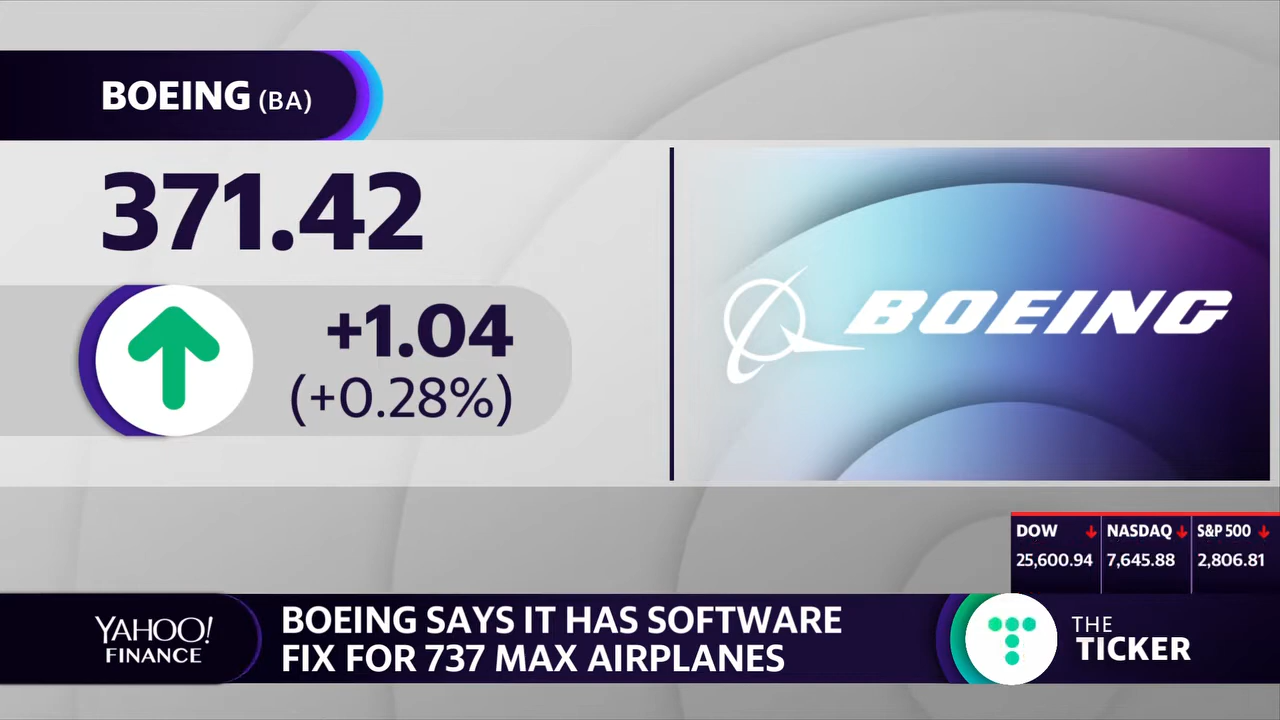 BOEING (BA)
371.42
+1.04
(+0.28%)
BOEING
DOW NASDAQ S&P 500
25,600.94 7,645.88 2,806.81
YAHOO!
FINANCE
BOEING SAYS IT HAS SOFTWARE
FIX FOR 737 MAX AIRPLANES
THE
TICKER